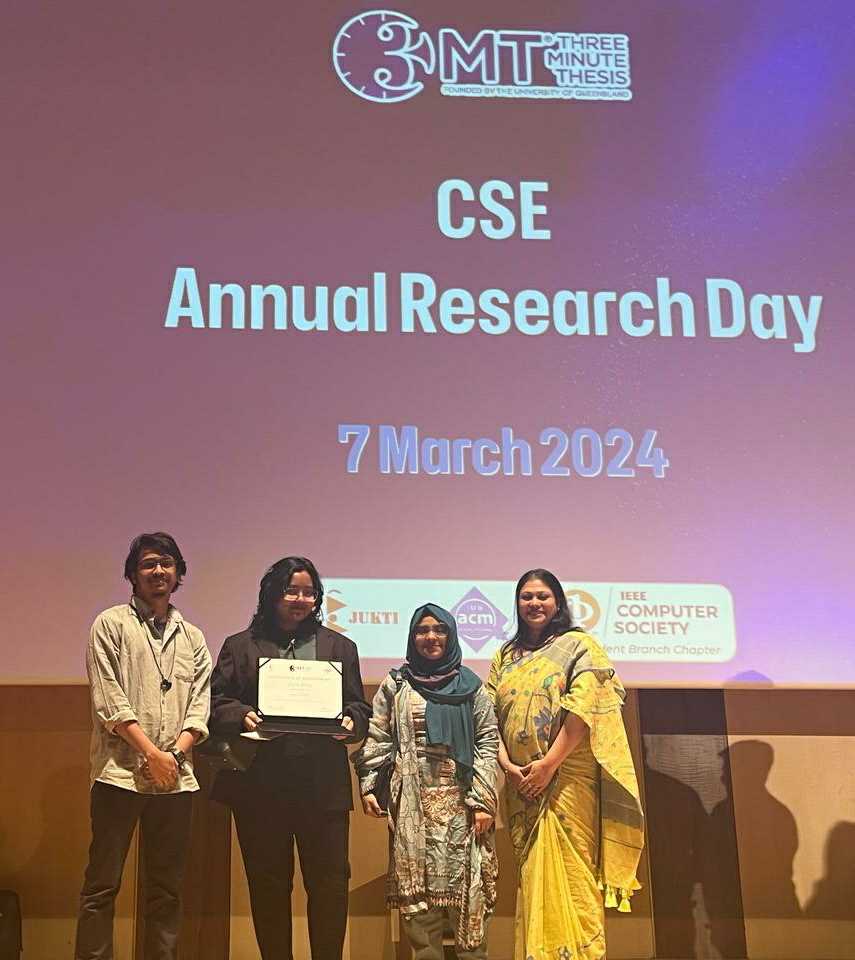 3MT® THREE
MINUTE
THESIS
FOUNDED BY THE UNIVERSITY OF QUEENSLAND
CSE
Annual Research Day
7 March 2024
JUKTI
acm
IEEE
COMPUTER
SOCIETY
Branch Chapter
3MT